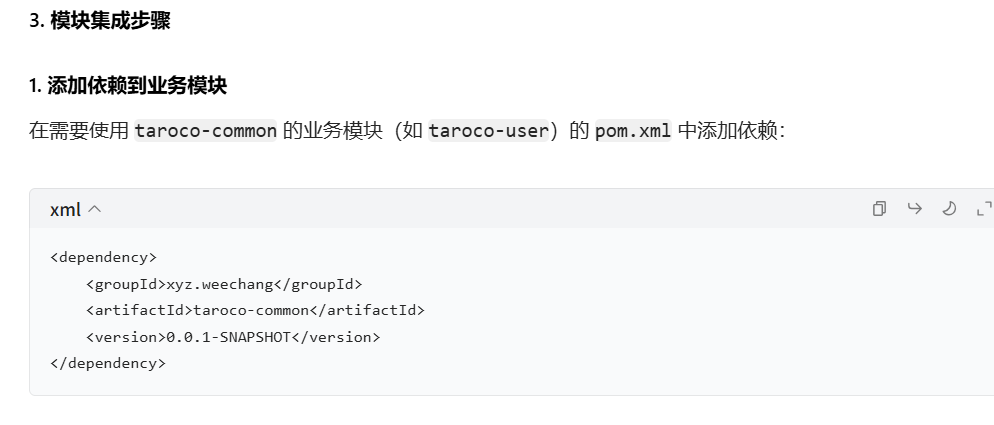 3. 模块集成步骤
1. 添加依赖到业务模块
在需要使用 taroco-common 的业务模块（如 taroco-user）的 pom.xml 中添加依赖：
xml
<dependency>
    <groupId>xyz.weechang</groupId>
    <artifactId>taroco-common</artifactId>
    <version>0.0.1-SNAPSHOT</version>
</dependency>